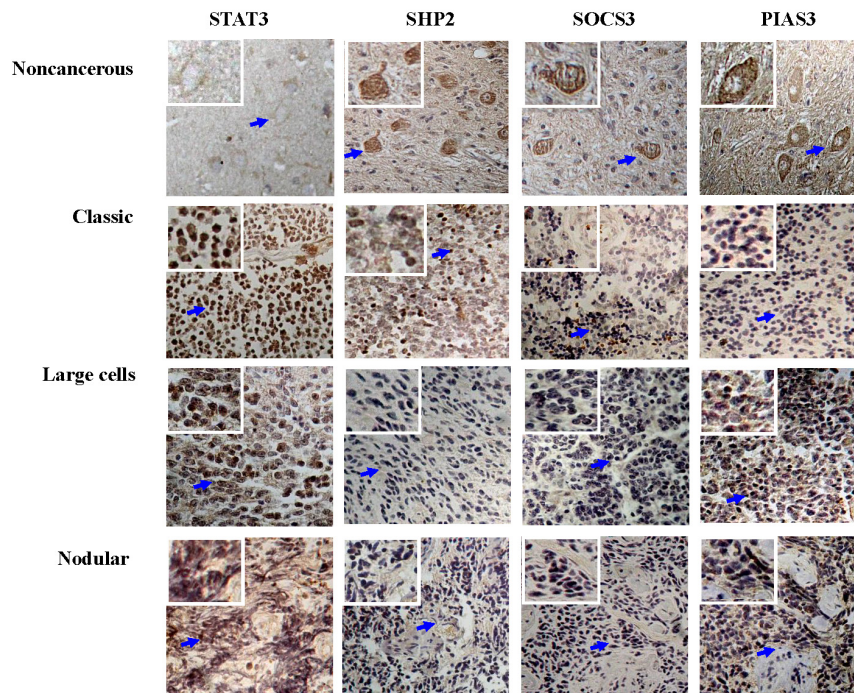 STAT3 SHP2 SOCS3 PIAS3
Noncancerous
Classic
Large cells
Nodular